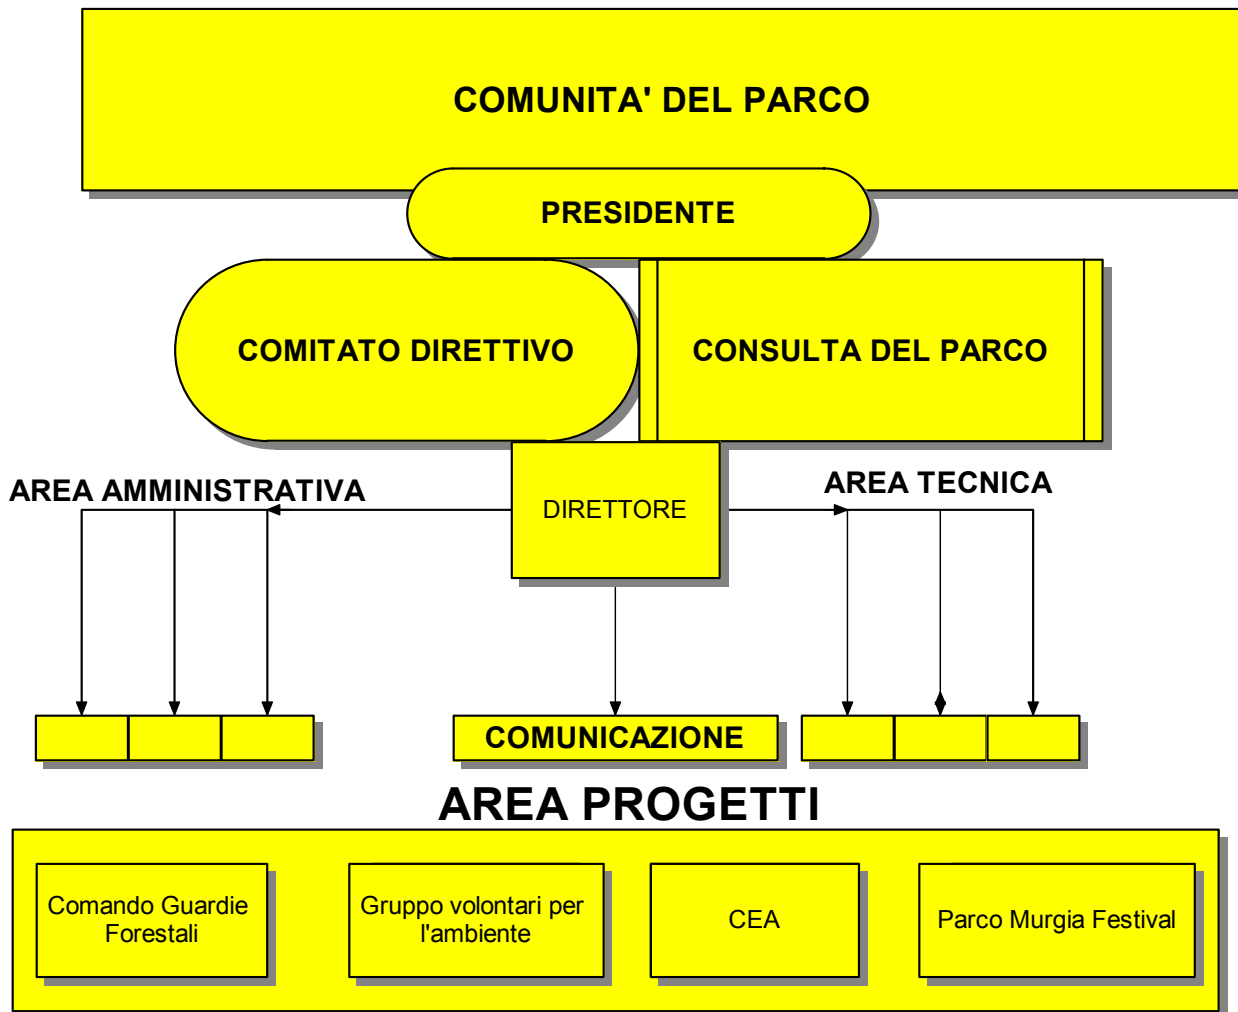 COMUNITA' DEL PARCO
PRESIDENTE
COMITATO DIRETTIVO
CONSULTA DEL PARCO
AREA AMMINISTRATIVA
DIRETTORE
AREA TECNICA
COMUNICAZIONE
AREA PROGETTI
Comando Guardie
Forestali
Gruppo volontari per
l'ambiente
CEA
Parco Murgia Festival